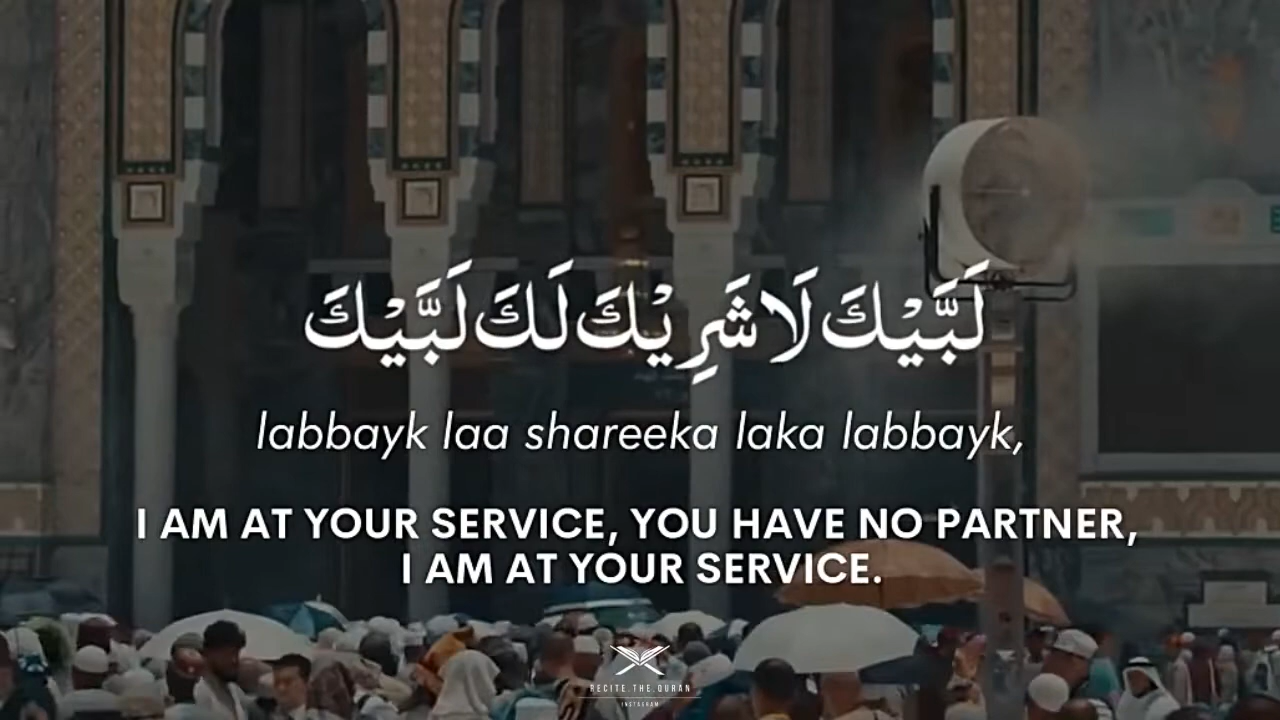 لَبَّيْكَ لَا شَرِيْكَ لَكَ لَبَّيْكَ
labbayk laa shareeka laka labbayk,
I AM AT YOUR SERVICE, YOU HAVE NO PARTNER,
I AM AT YOUR SERVICE.
RECITE.THE.QURAN
INSTAGRAM